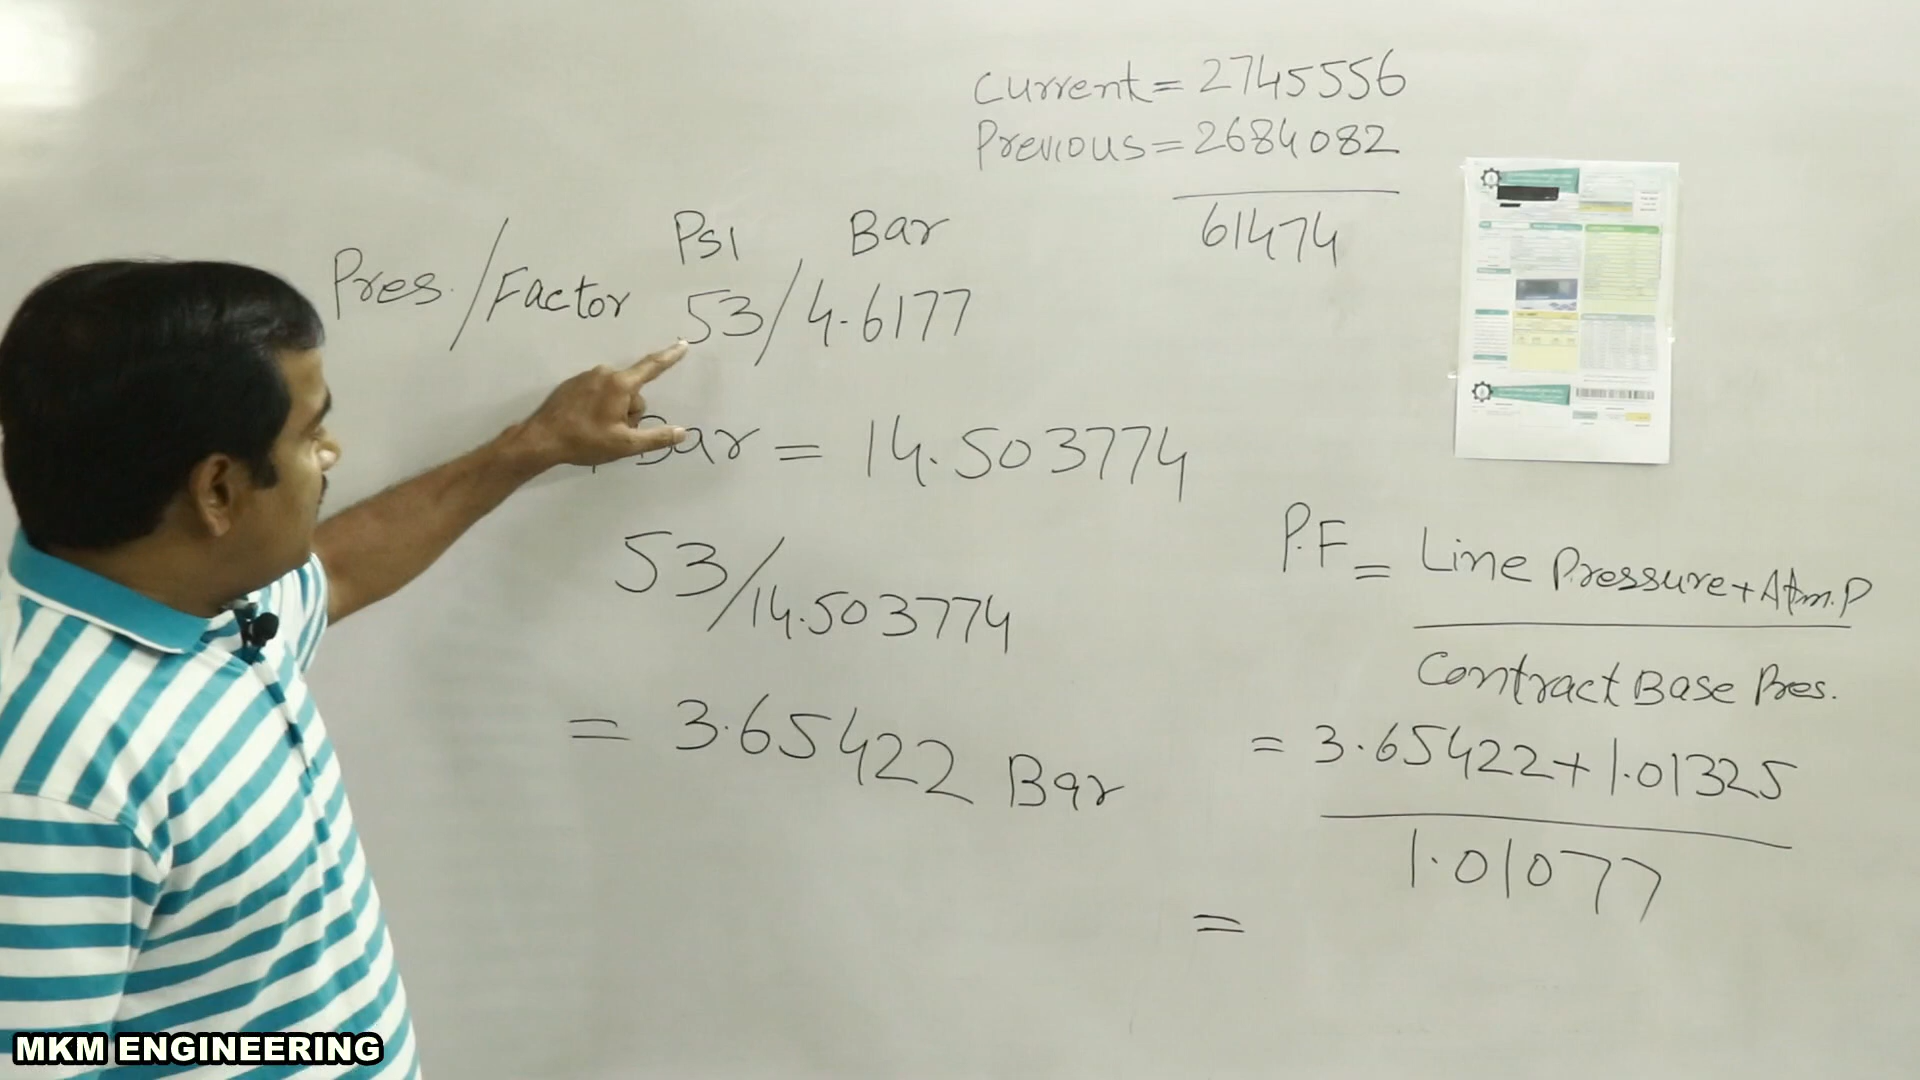 Current = 2745556
Previous = 2684082
61474
Psi Bar
Pres./Factor 53/4.6177
Bar = 14.503774
53/14.503774
= 3.65422 Bar
P.F = Line Pressure + Atm.P
Contract Base Pres.
= 3.65422 + 1.01325
1.01077
=
MKM ENGINEERING